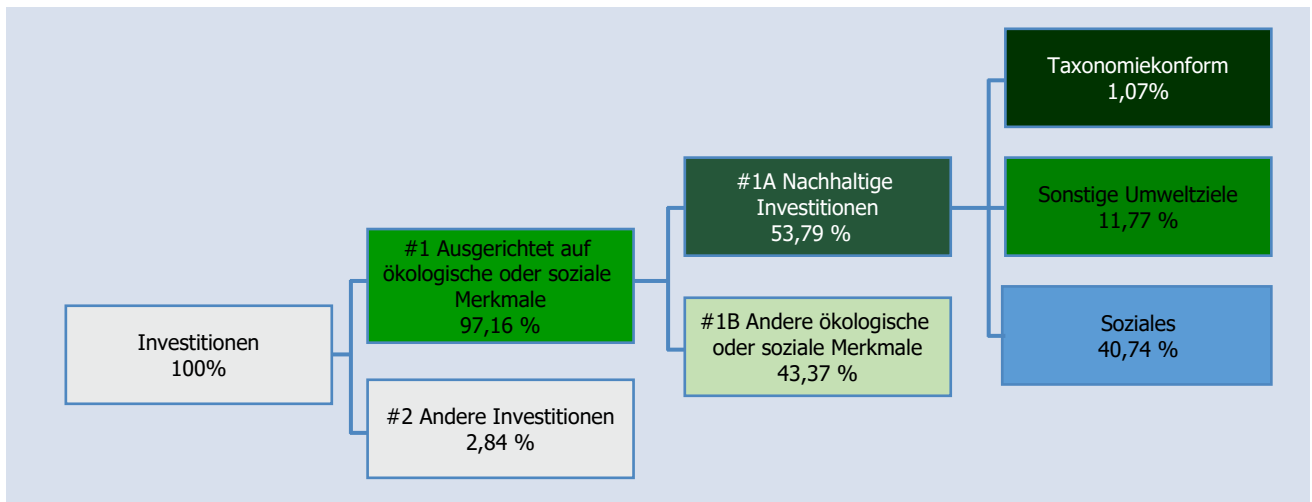 Investitionen
100%
#1 Ausgerichtet auf
ökologische oder soziale
Merkmale
97,16 %
#2 Andere Investitionen
2,84 %
#1A Nachhaltige
Investitionen
53,79 %
#1B Andere ökologische
oder soziale Merkmale
43,37 %
Taxonomiekonform
1,07%
Sonstige Umweltziele
11,77 %
Soziales
40,74 %